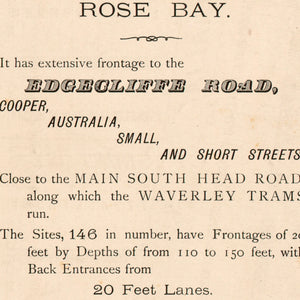 ROSE BAY.
It has extensive frontage to the
EDGECLIFFE ROAD,
COOPER,
AUSTRALIA,
SMALL,
AND SHORT STREETS
Close to the MAIN SOUTH HEAD ROAD
along which the WAVERLEY TRAMS
run.
The Sites, 146 in number, have Frontages of 20
feet by Depths of from 110 to 150 feet, with
Back Entrances from
20 Feet Lanes.